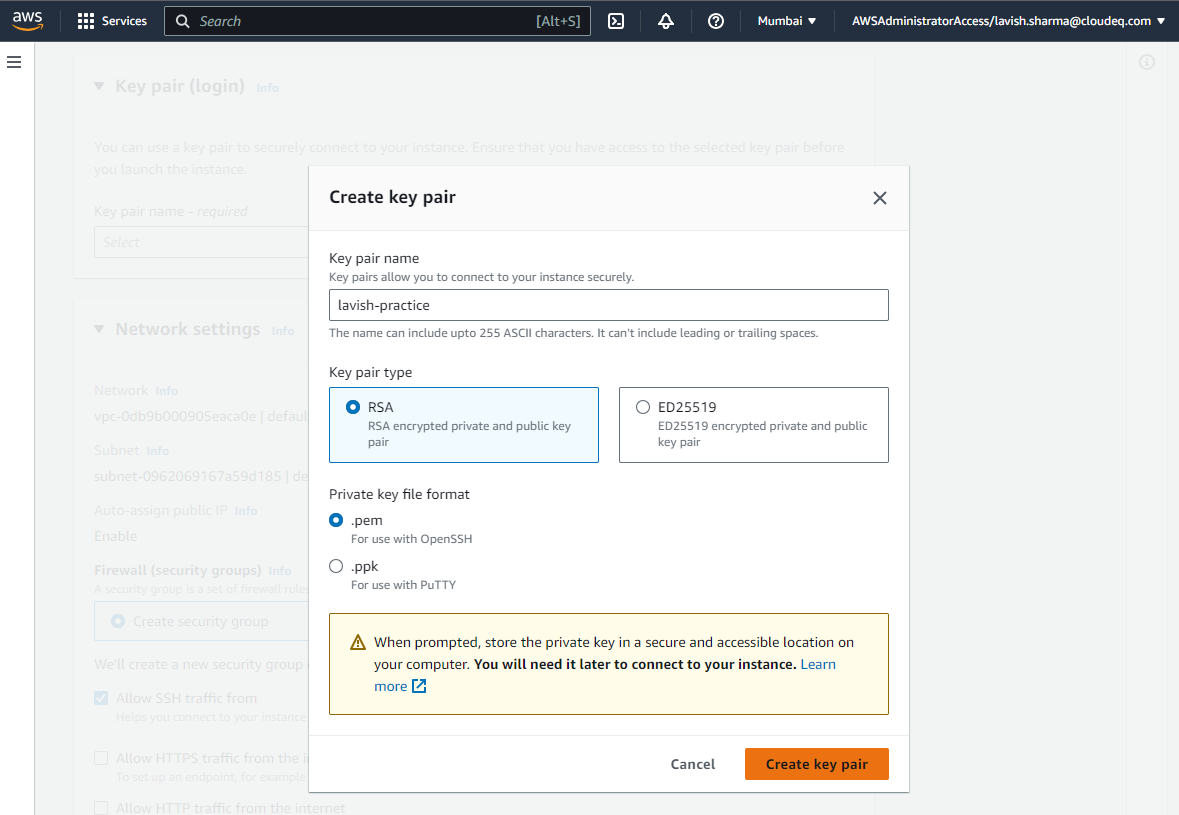 aws
Services
Search
[Alt+S]
Mumbai
AWSAdministratorAccess/lavish.sharma@cloudeq.com
Key pair (login) Info
You can use a key pair to securely connect to your instance. Ensure that you have access to the selected key pair before
you launch the instance.
Key pair name - required
Select
Network settings Info
Network Info
vpc-0db9b000905eaca0e | default
Subnet Info
subnet-0962069167a59d185 | de
Auto-assign public IP Info
Enable
Firewall (security groups) Info
A security group is a set of firewall rules
Create security group
We'll create a new security group
Allow SSH traffic from
Helps you connect to your instance
Allow HTTPS traffic from the i
To set up an endpoint, for example
Allow HTTP traffic from the internet
Create key pair
Key pair name
Key pairs allow you to connect to your instance securely.
lavish-practice
The name can include upto 255 ASCII characters. It can't include leading or trailing spaces.
Key pair type
RSA
RSA encrypted private and public key
pair
ED25519
ED25519 encrypted private and public
key pair
Private key file format
.pem
For use with OpenSSH
.ppk
For use with PuTTY
When prompted, store the private key in a secure and accessible location on
your computer. You will need it later to connect to your instance. Learn
more
Cancel
Create key pair